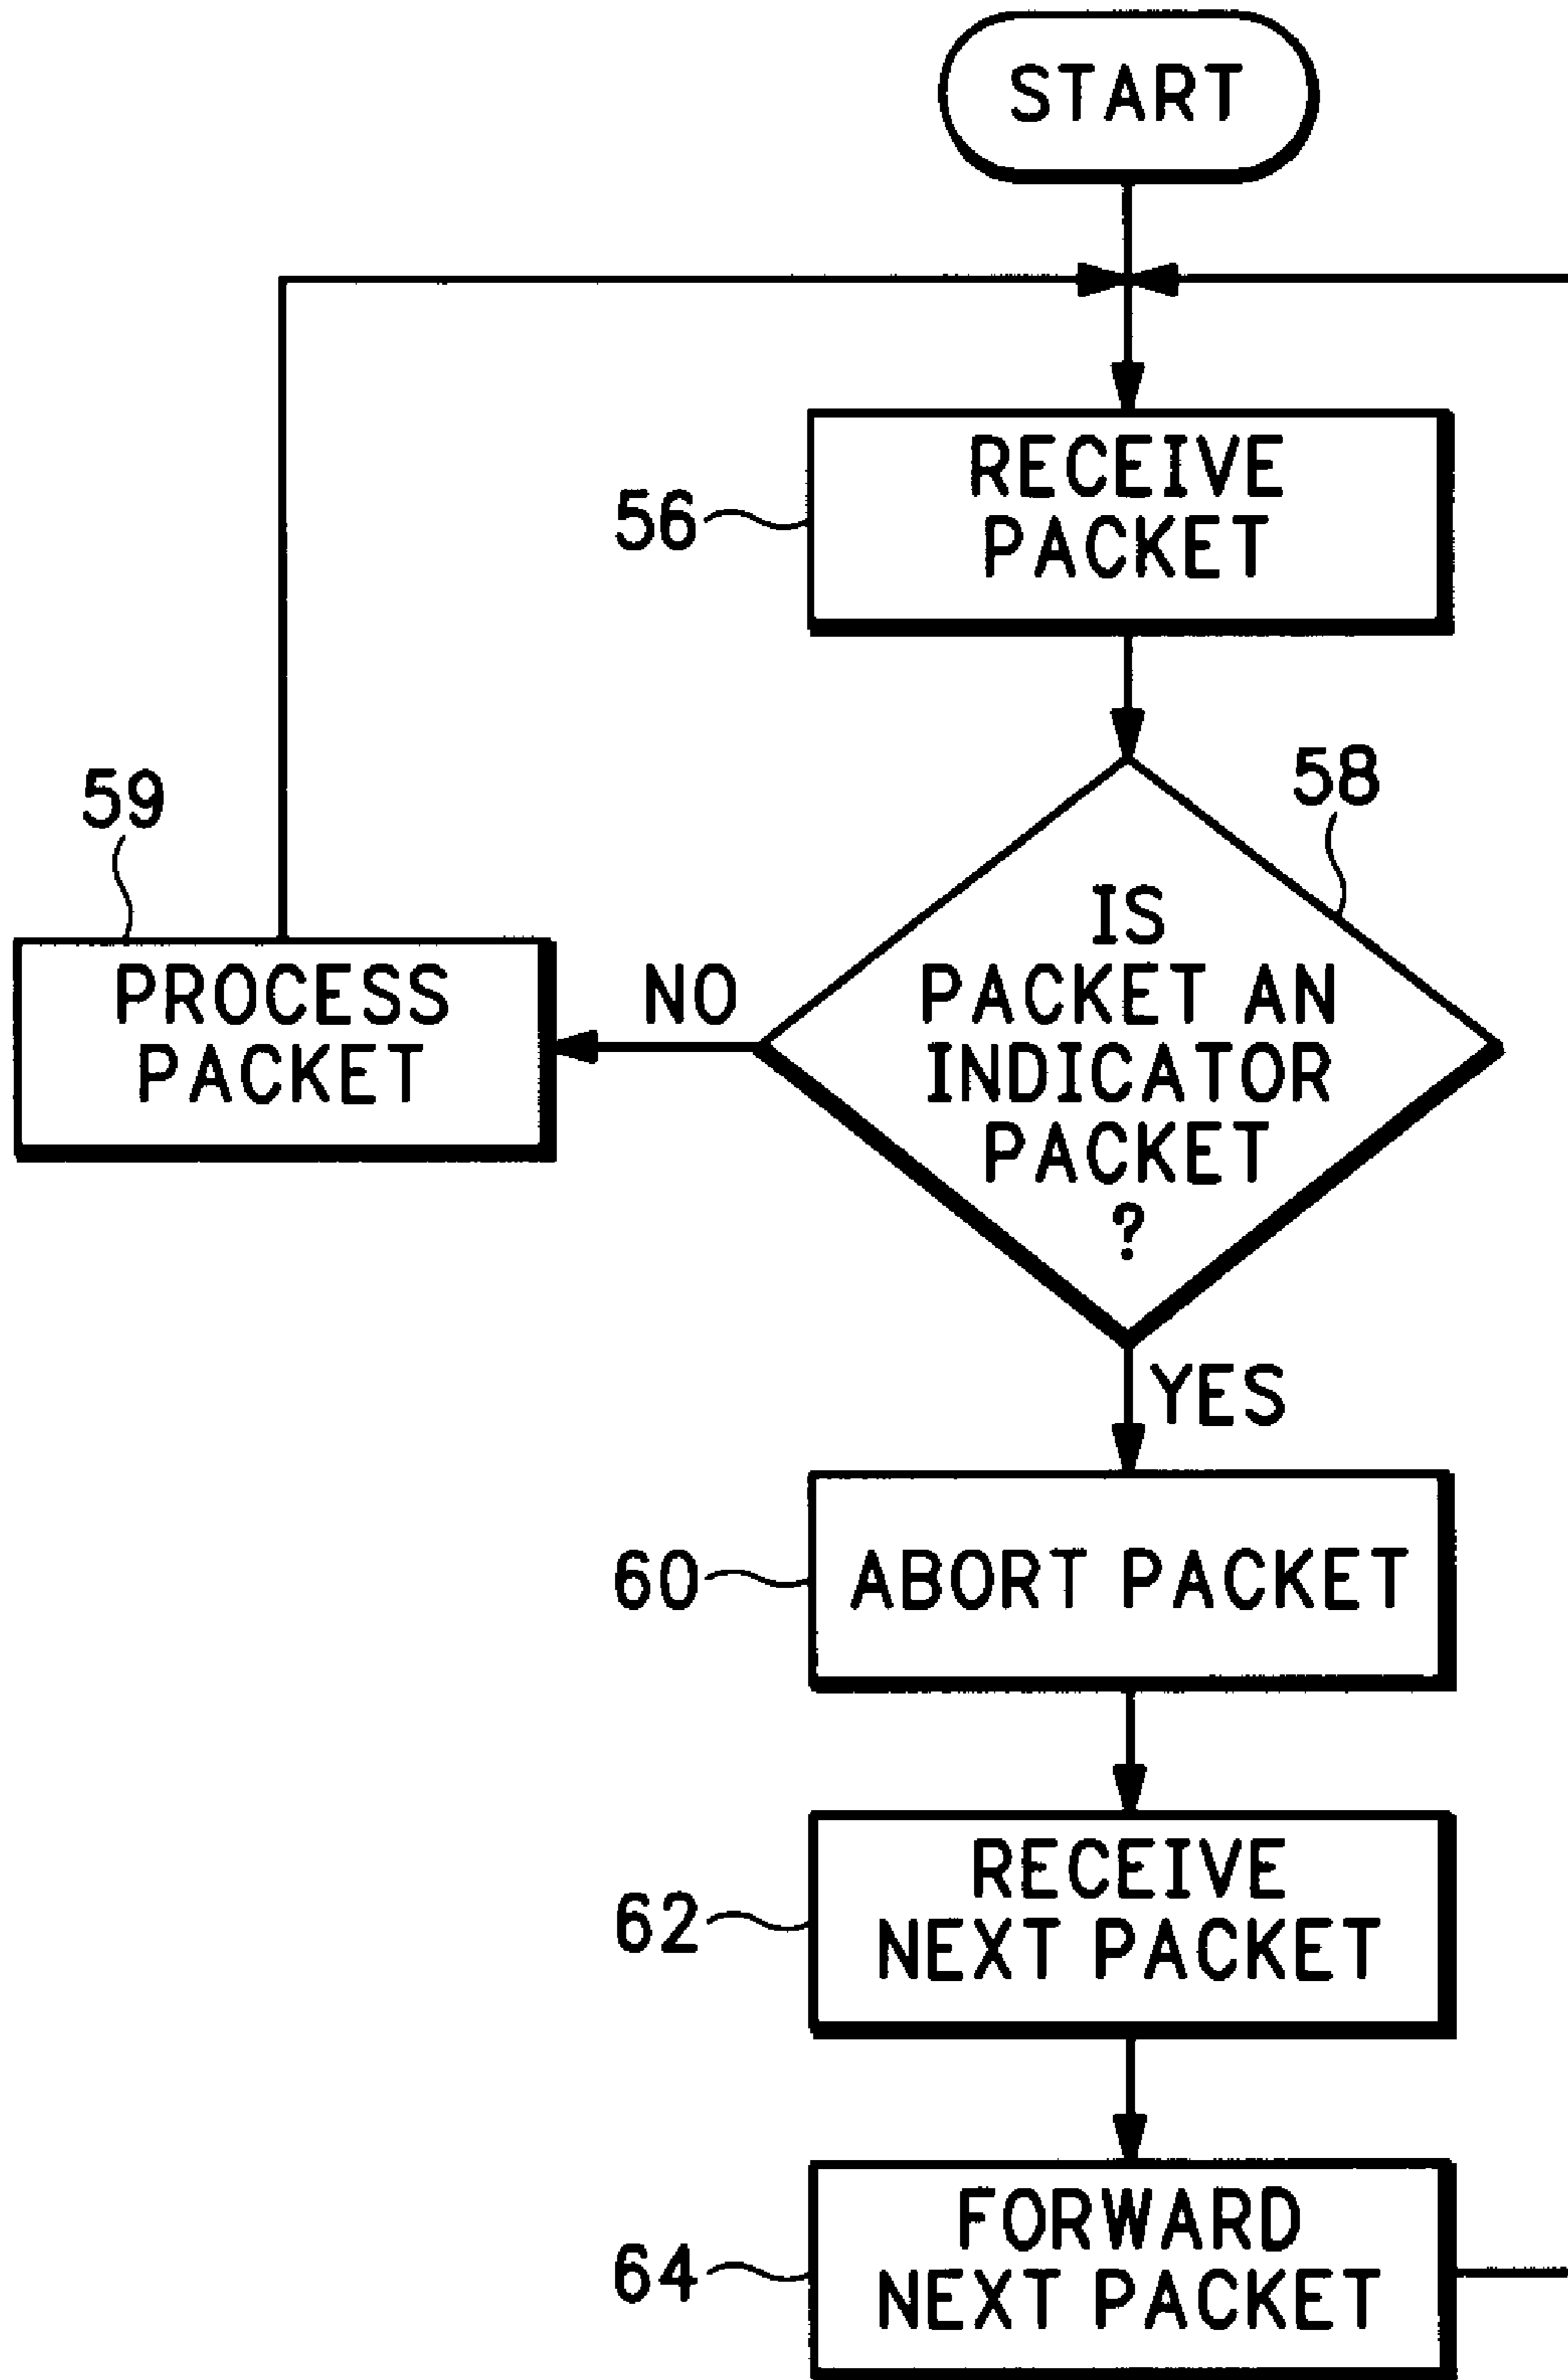 START
RECEIVE
PACKET
56
58
59
IS
PACKET AN
INDICATOR
PACKET
?
NO
PROCESS
PACKET
YES
60
ABORT PACKET
62
RECEIVE
NEXT PACKET
64
FORWARD
NEXT PACKET